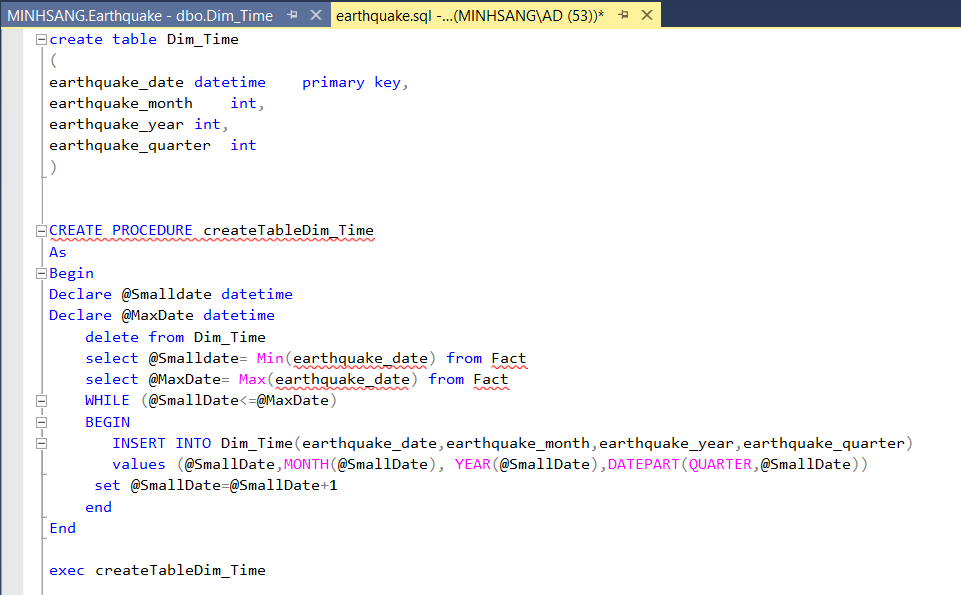 MINHSANG.Earthquake - dbo.Dim_Time earthquake.sql -...(MINHSANG\AD (53))*
create table Dim_Time
(
earthquake_date datetime    primary key,
earthquake_month    int,
earthquake_year int,
earthquake_quarter  int
)
CREATE PROCEDURE createTableDim_Time
As
Begin
Declare @Smalldate datetime
Declare @MaxDate datetime
    delete from Dim_Time
    select @Smalldate= Min(earthquake_date) from Fact
    select @MaxDate= Max(earthquake_date) from Fact
    WHILE (@SmallDate<=@MaxDate)
    BEGIN
       INSERT INTO Dim_Time(earthquake_date,earthquake_month,earthquake_year,earthquake_quarter)
       values (@SmallDate,MONTH(@SmallDate), YEAR(@SmallDate),DATEPART(QUARTER,@SmallDate))
     set @SmallDate=@SmallDate+1
    end
End
exec createTableDim_Time